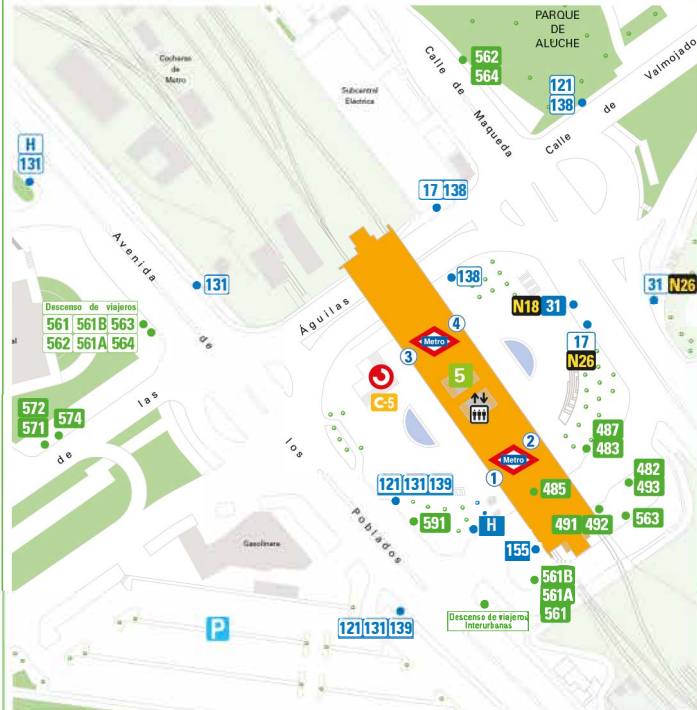 PARQUE
DE
ALUCHE
Calle de Maqueda
562
564
121
138
Calle de Valmojado
Cocheras
de
Metro
Subcentral
Eléctrica
H
131
17 138
Avenida de los Poblados
131
138
31 N26
N18 31
17
N26
Descenso de viajeros
561 561B 563
562 561A 564
Águilas
4
Metro
3
5
C-5
572
571
574
de las
2
Metro
1
487
483
482
493
485
121 131 139
591
H
491 492
563
155
Gasolinera
561B
561A
561
Descenso de viajeros
Interurbanas
P
121 131 139